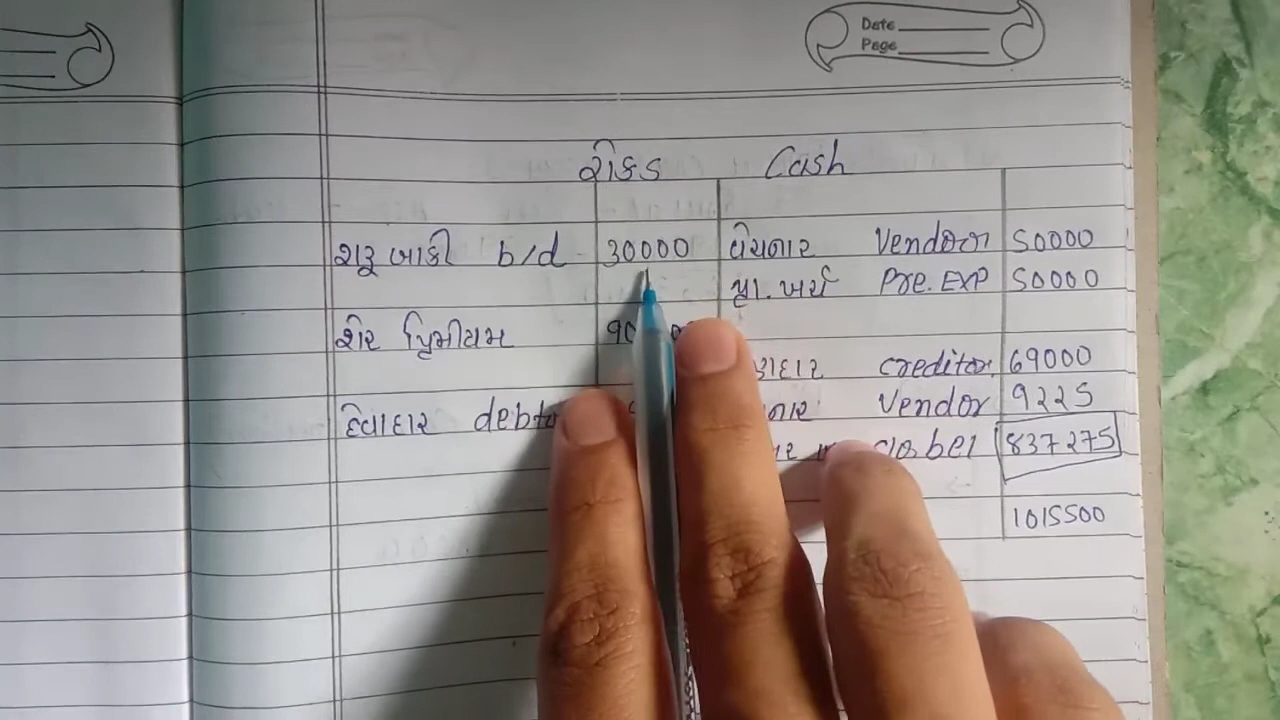 Date
Page
રોકડ Cash
શરૂ બાકી b/d 30000 વેચનાર Vendor 50000
પ્રા. ખર્ચ Pre. EXP 50000
શેર પ્રિમીયમ
creditor 69000
દેવાદાર Vendor 9225
bel 837275
1015500